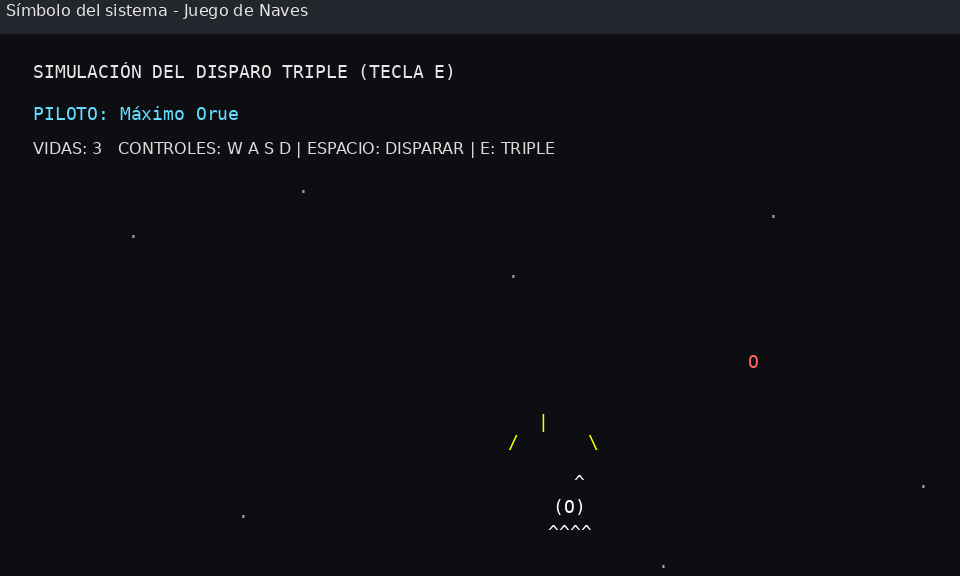 Símbolo del sistema - Juego de Naves
SIMULACIÓN DEL DISPARO TRIPLE (TECLA E)
PILOTO: Máximo Orue
VIDAS: 3   CONTROLES: W A S D | ESPACIO: DISPARAR | E: TRIPLE
.
.
.
.
O
|
/ \
^
.
(O)
.
^^^^
.